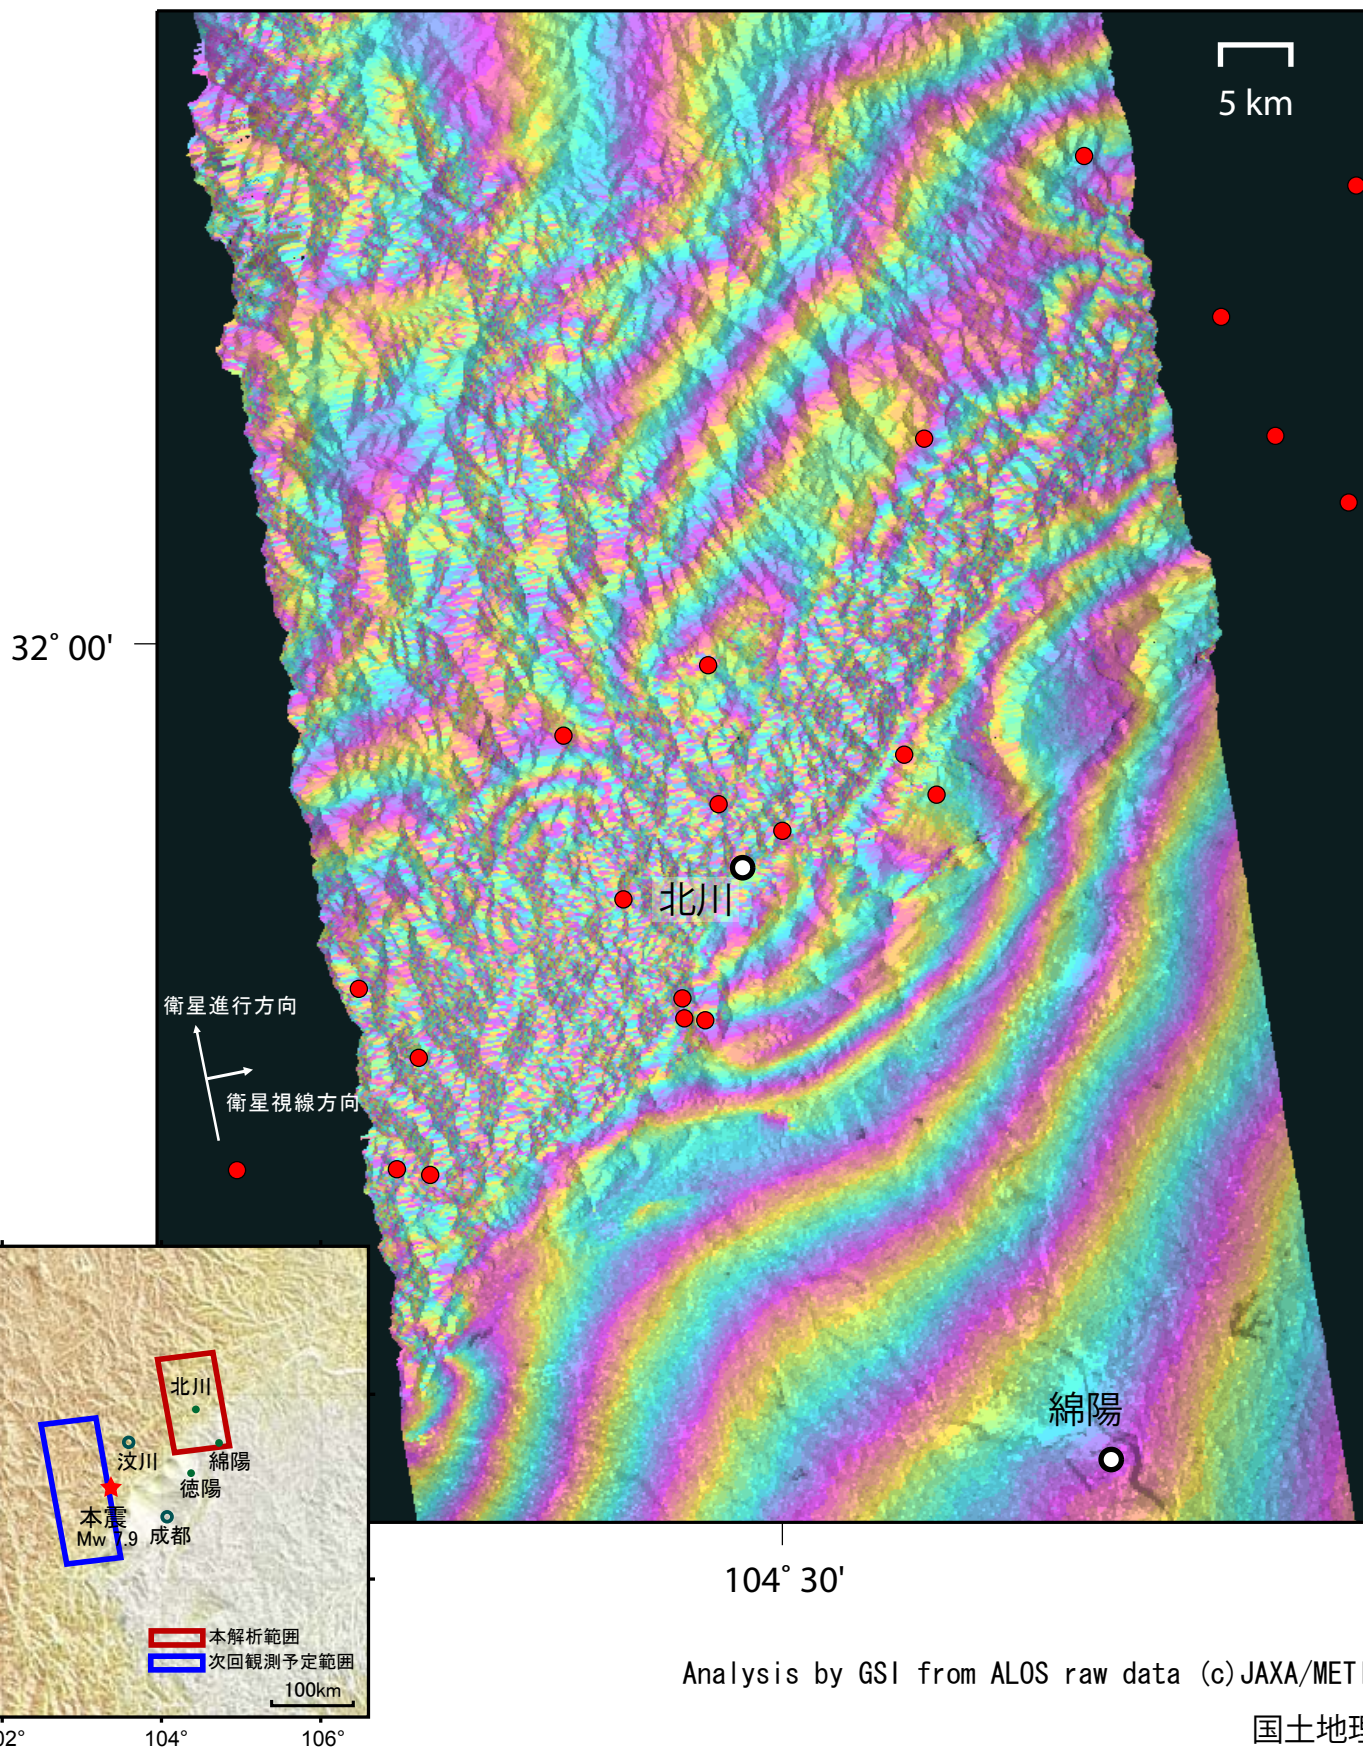 5 km
32° 00'
北川
衛星進行方向
衛星視線方向
北川
汶川
綿陽
徳陽
本震
Mw 7.9
成都
本解析範囲
次回観測予定範囲
100km
02°
104°
106°
綿陽
104° 30'
Analysis by GSI from ALOS raw data (c)JAXA/METI
国土地理